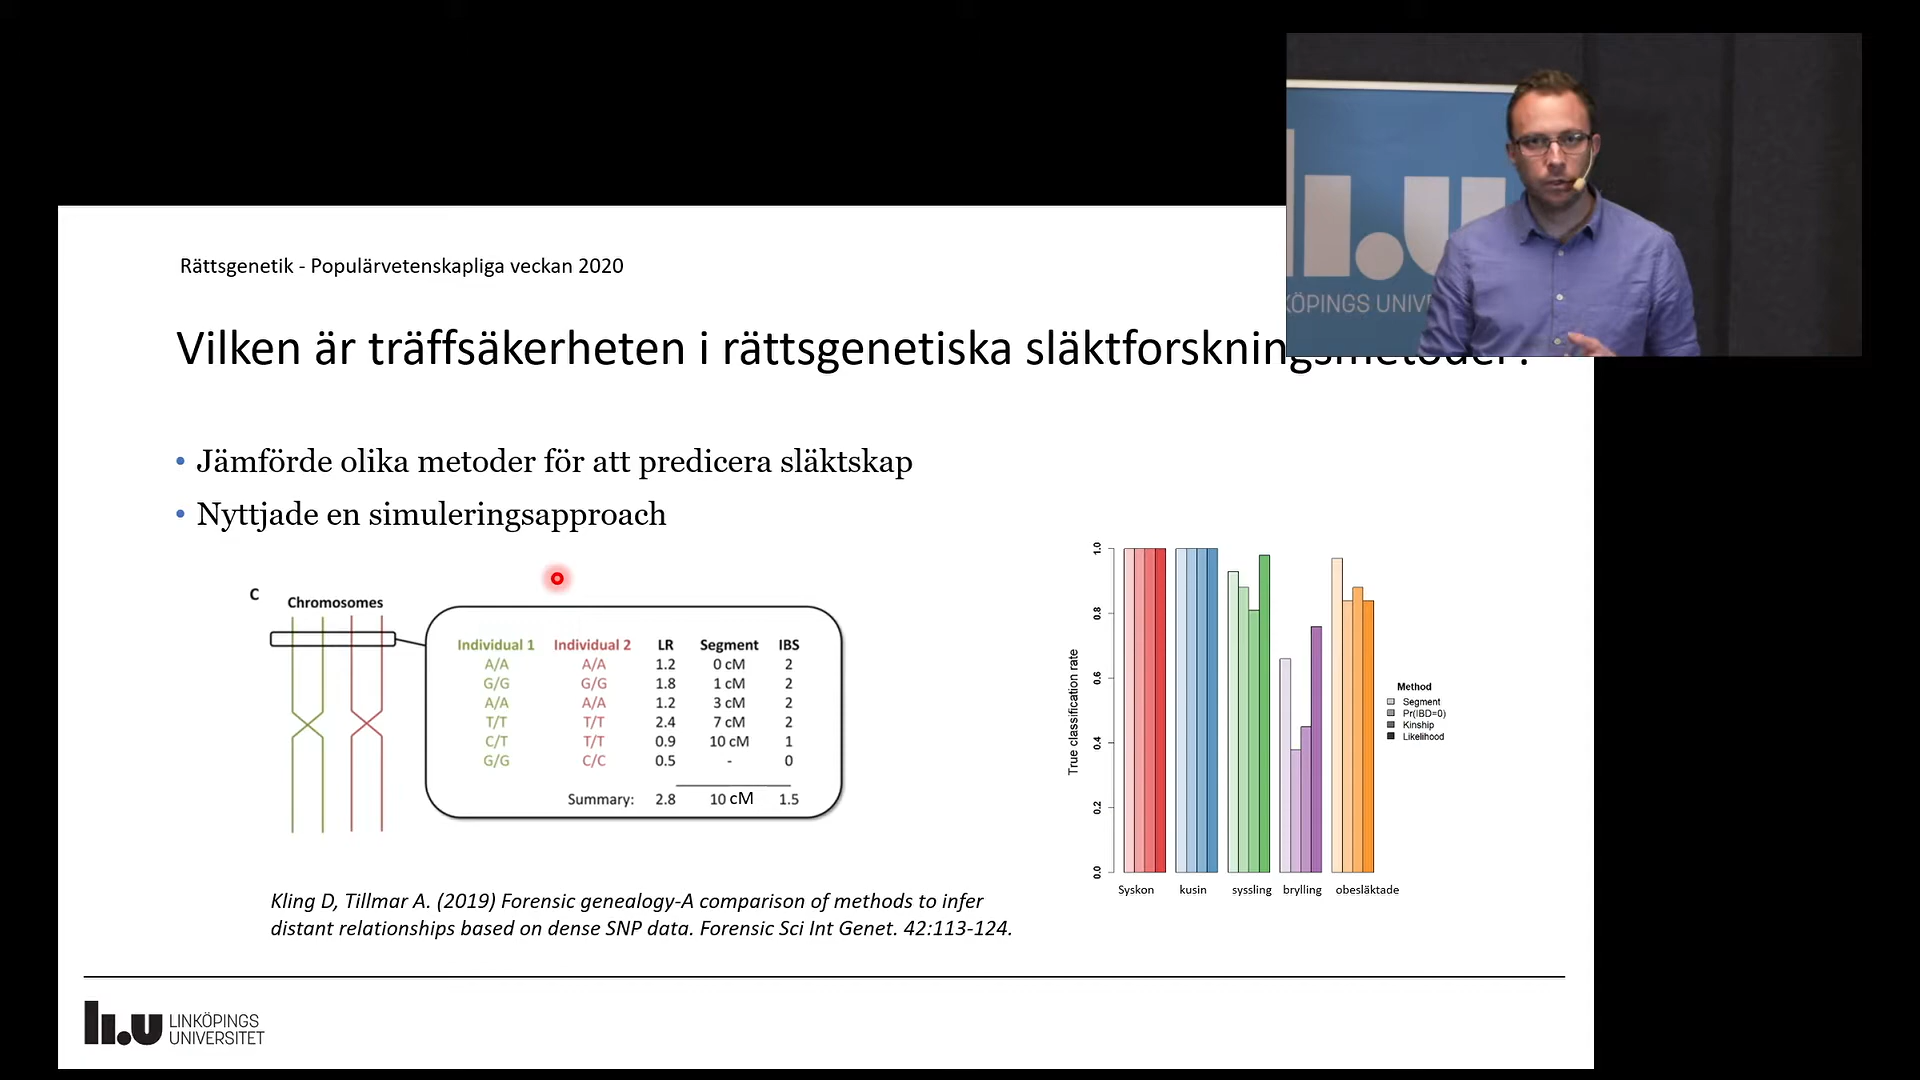 Rättsgenetik - Populärvetenskapliga veckan 2020
Vilken är träffsäkerheten i rättsgenetiska släktforskningsmetoder?
• Jämförde olika metoder för att predicera släktskap
• Nyttjade en simuleringsapproach
C
Chromosomes
Individual 1 Individual 2 LR Segment IBS
A/A A/A 1.2 0 cM 2
G/G G/G 1.8 1 cM 2
A/A A/A 1.2 3 cM 2
T/T T/T 2.4 7 cM 2
C/T T/T 0.9 10 cM 1
G/G C/C 0.5 - 0
Summary: 2.8 10 cM 1.5
True classification rate
1.0
0.8
0.6
0.4
0.2
0.0
Syskon kusin syssling brylling obesläktade
Method
Segment
Pr(IBD=0)
Kinship
Likelihood
Kling D, Tillmar A. (2019) Forensic genealogy-A comparison of methods to infer
distant relationships based on dense SNP data. Forensic Sci Int Genet. 42:113-124.
li.u LINKÖPINGS
UNIVERSITET